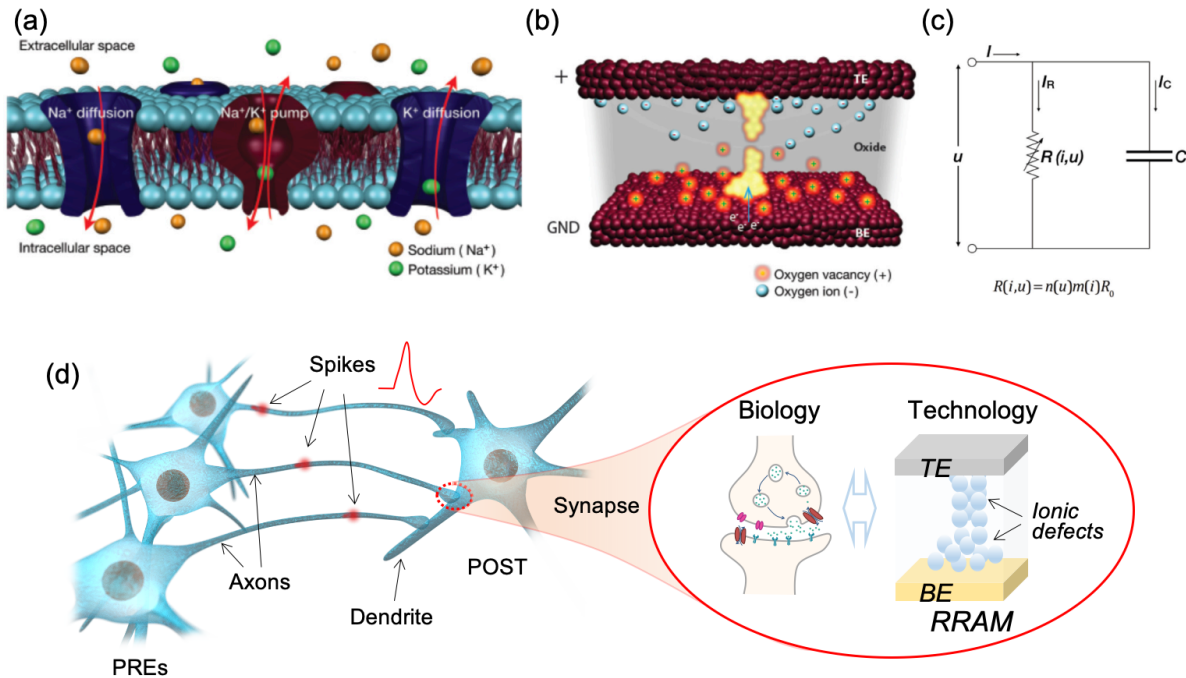 (a)
Extracellular space
Na⁺ diffusion
Na⁺/K⁺ pump
K⁺ diffusion
Intracellular space
Sodium (Na⁺)
Potassium (K⁺)
(b)
+
TE
Oxide
GND
e⁻
e⁻ e⁻
BE
Oxygen vacancy (+)
Oxygen ion (-)
(c)
I
I_R
I_C
u
R(i,u)
C
R(i,u)=n(u)m(i)R₀
(d)
Spikes
Axons
Dendrite
PREs
POST
Synapse
Biology
Technology
TE
Ionic
defects
BE
RRAM